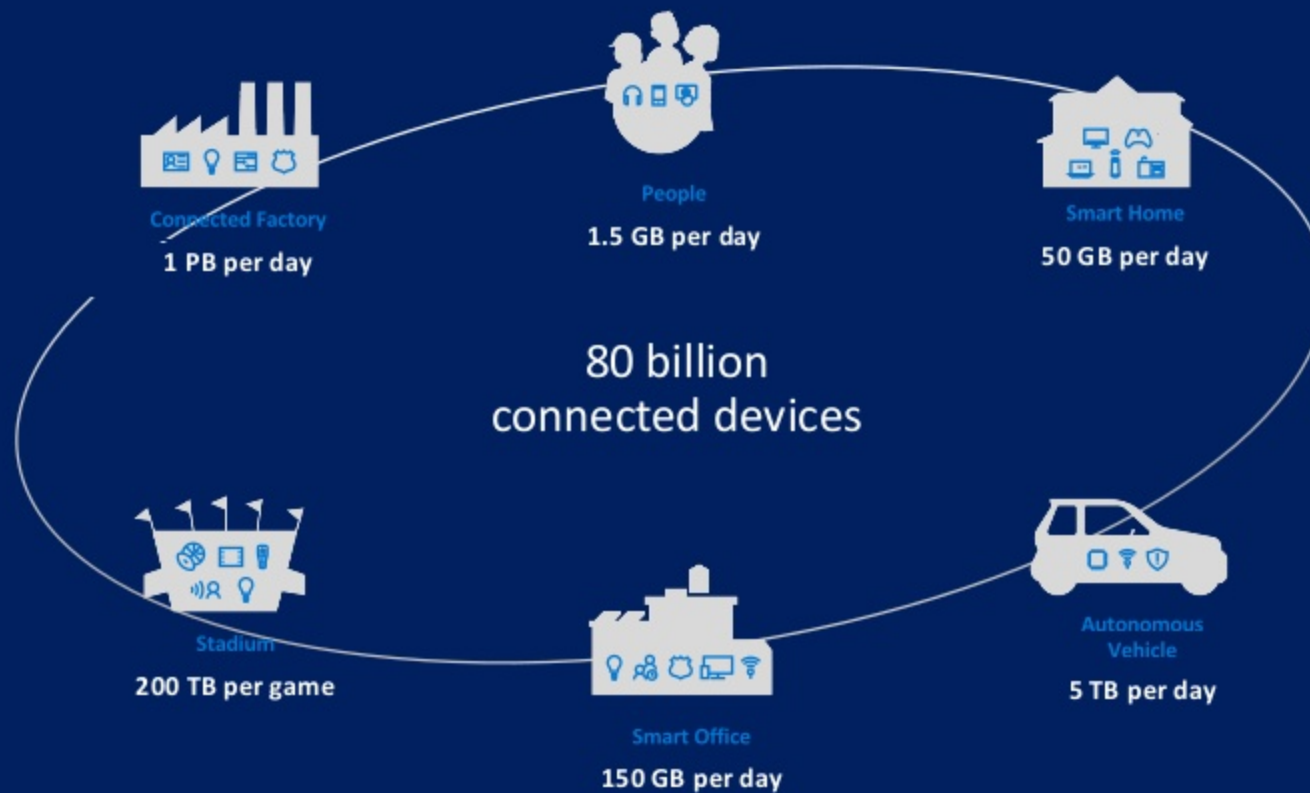 People
1.5 GB per day
Connected Factory
1 PB per day
Smart Home
50 GB per day
80 billion
connected devices
Stadium
200 TB per game
Autonomous
Vehicle
5 TB per day
Smart Office
150 GB per day